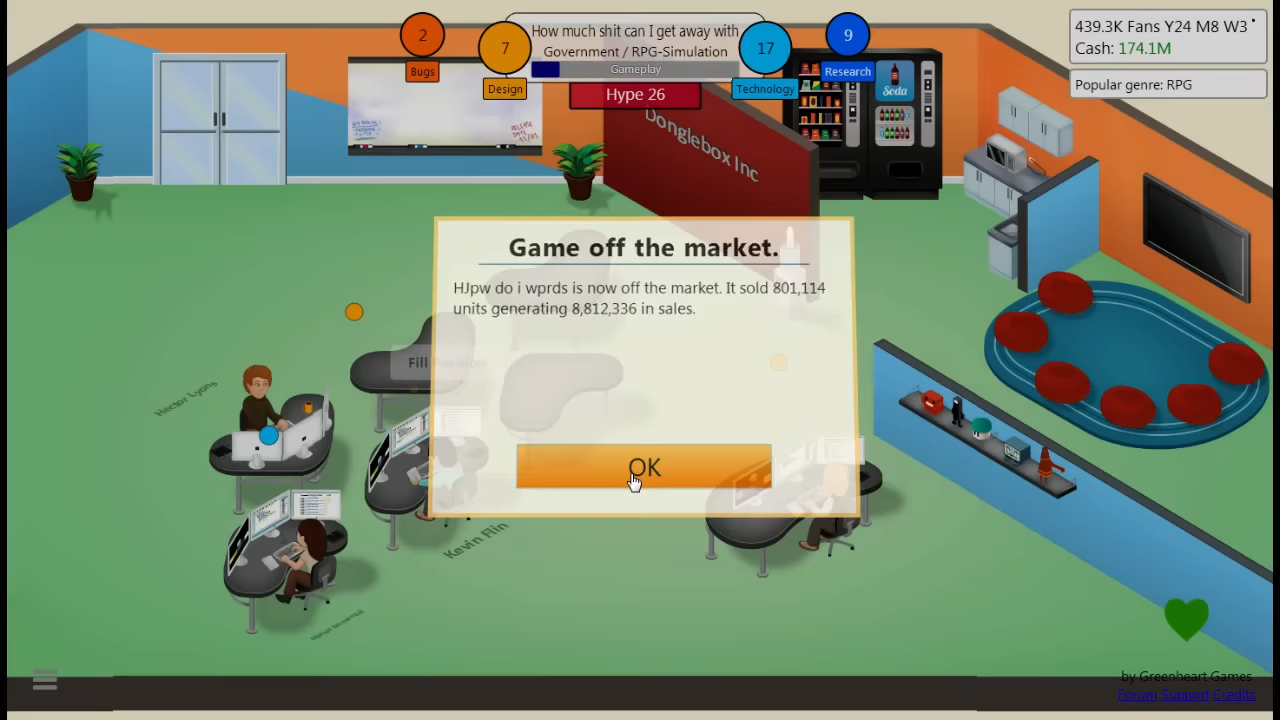 2
Bugs
7
Design
How much shit can I get away with
Government / RPG-Simulation
Gameplay
Hype 26
17
Technology
9
Research
439.3K Fans Y24 M8 W3
Cash: 174.1M
Popular genre: RPG
Soda
RELEASE
Donglebox Inc
Game off the market.
HJpw do i wprds is now off the market. It sold 801,114
units generating 8,812,336 in sales.
Fill Position
OK
Hector Lyons
Kevin Flin
by Greenheart Games
Forum Support Credits